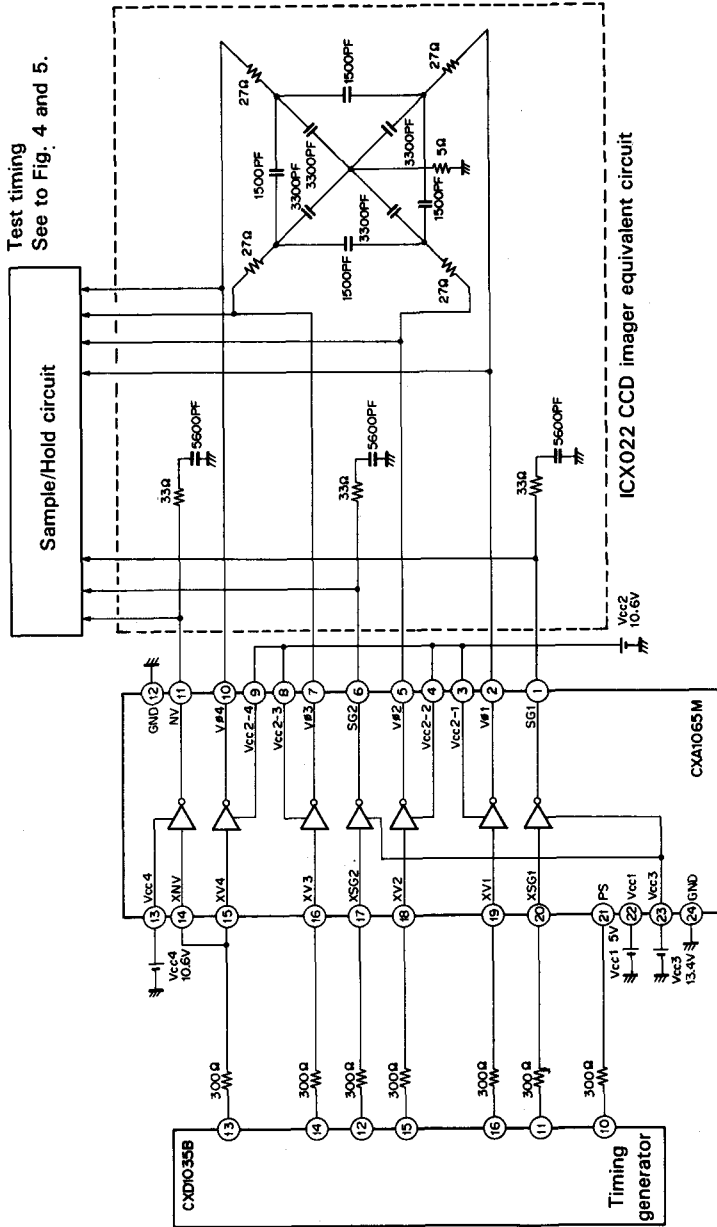 Test timing
See to Fig. 4 and 5.
Sample/Hold circuit
27Ω
27Ω
1500PF
1500PF
3300PF
3300PF
3300PF
3300PF
5Ω
1500PF
1500PF
27Ω
27Ω
33Ω
5600PF
33Ω
5600PF
33Ω
5600PF
ICX022 CCD imager equivalent circuit
Vcc2
10.6V
12 GND
11 NV
10 VØ4
9 Vcc2-4
8 Vcc2-3
7 VØ3
6 SG2
5 VØ2
4 Vcc2-2
3 Vcc2-1
2 VØ1
1 SG1
CXA1065M
13 Vcc4
14 XNV
15 XV4
16 XV3
17 XSG2
18 XV2
19 XV1
20 XSG1
21 PS
22 Vcc1
23 Vcc3
24 GND
Vcc4
10.6V
Vcc1 5V
Vcc3
13.4V
300Ω
300Ω
300Ω
300Ω
300Ω
300Ω
300Ω
CXD1035B
13
14
12
15
16
11
10
Timing
generator